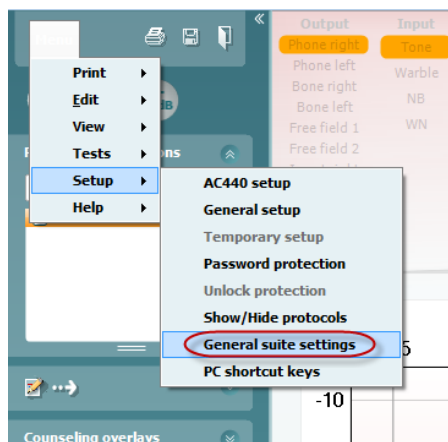 «
Output
Input
Phone right
Tone
Phone left
Warble
Bone right
NB
Bone left
WN
Free field 1
Free field 2
Print
Edit
View
Tests
Setup
Help
dB
ons
AC440 setup
General setup
Temporary setup
Password protection
Unlock protection
Show/Hide protocols
General suite settings
PC shortcut keys
5
-10
Counseling overlays